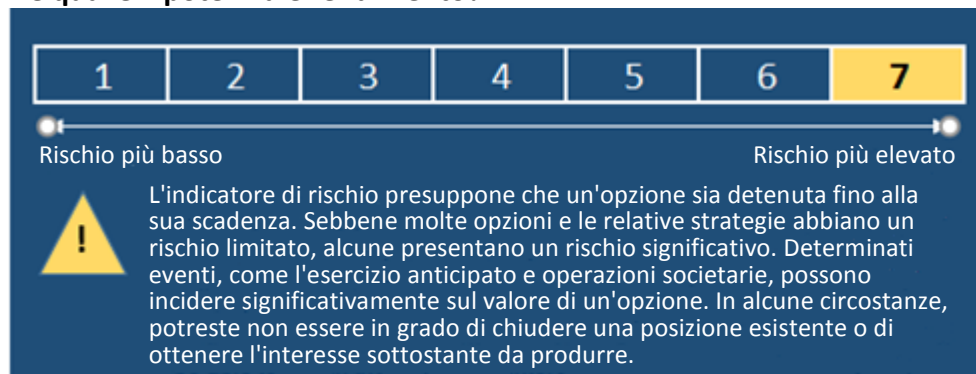 1 2 3 4 5 6 7
Rischio più basso Rischio più elevato
L'indicatore di rischio presuppone che un'opzione sia detenuta fino alla
sua scadenza. Sebbene molte opzioni e le relative strategie abbiano un
! rischio limitato, alcune presentano un rischio significativo. Determinati
eventi, come l'esercizio anticipato e operazioni societarie, possono
incidere significativamente sul valore di un'opzione. In alcune circostanze,
potreste non essere in grado di chiudere una posizione esistente o di
ottenere l'interesse sottostante da produrre.